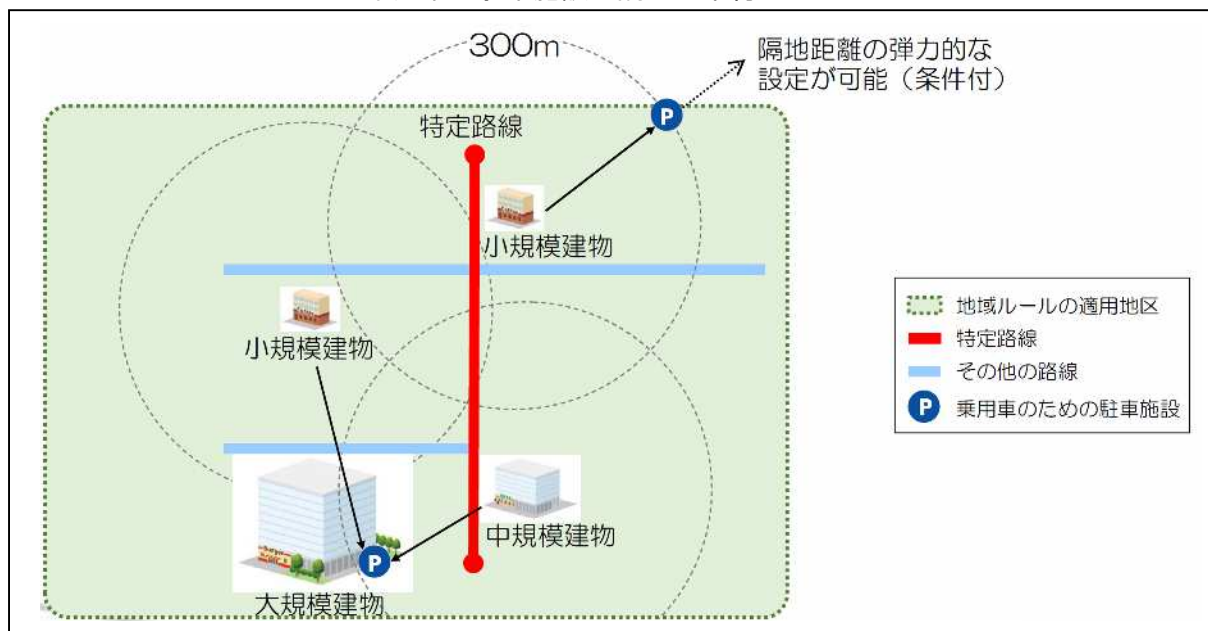 300m
隔地距離の弾力的な
設定が可能（条件付）
P
特定路線
小規模建物
小規模建物
中規模建物
P
大規模建物
地域ルールの適用地区
特定路線
その他の路線
P 乗用車のための駐車施設